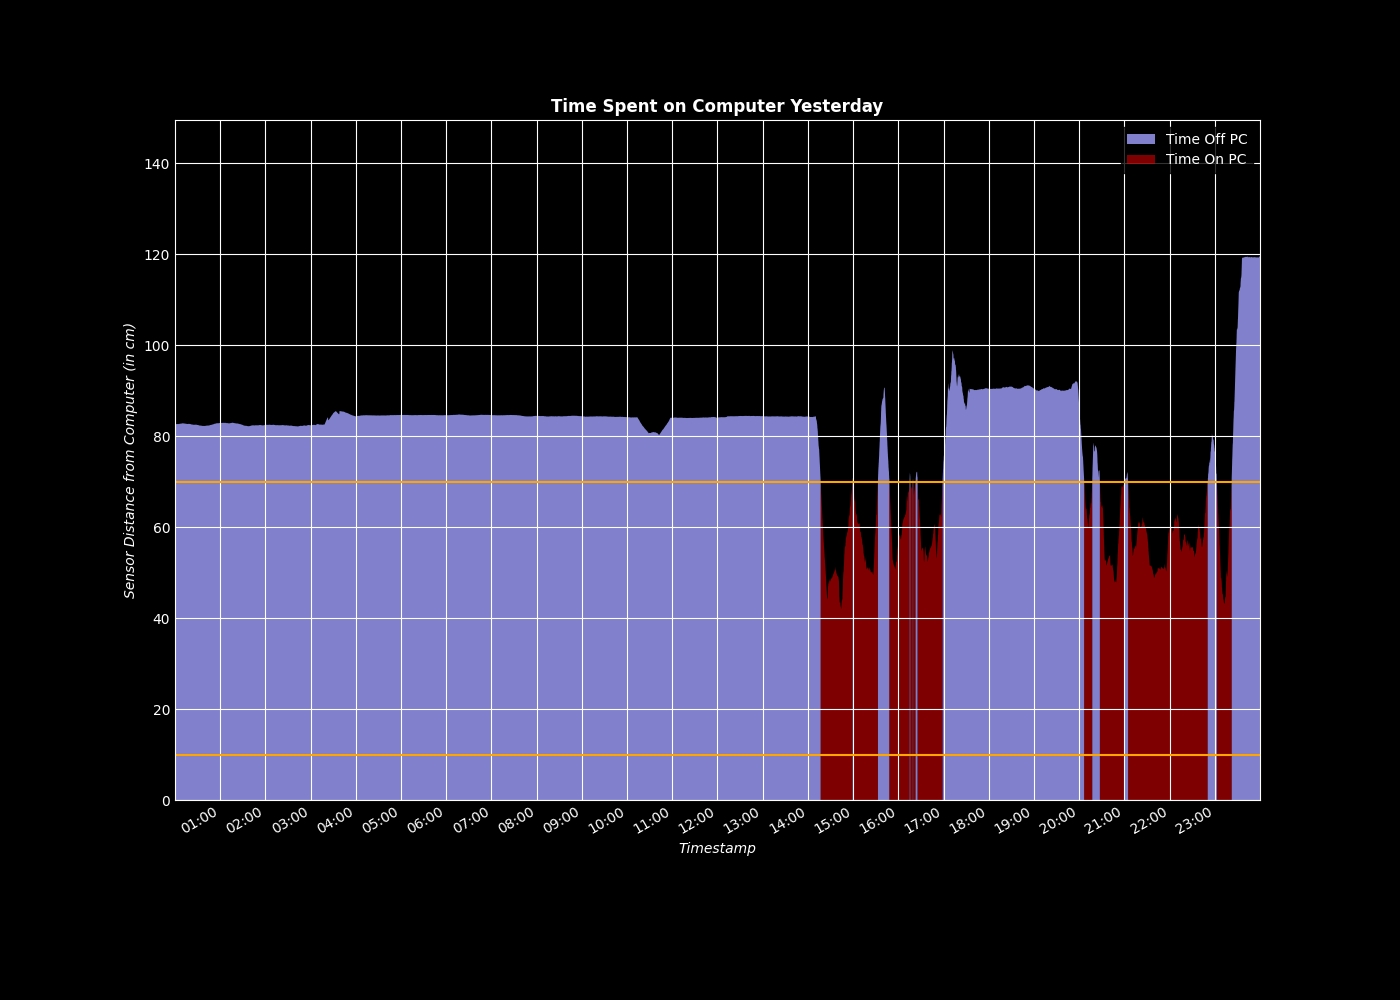 Time Spent on Computer Yesterday
Time Off PC
Time On PC
140
120
100
80
60
40
20
0
Sensor Distance from Computer (in cm)
01:00 02:00 03:00 04:00 05:00 06:00 07:00 08:00 09:00 10:00 11:00 12:00 13:00 14:00 15:00 16:00 17:00 18:00 19:00 20:00 21:00 22:00 23:00
Timestamp